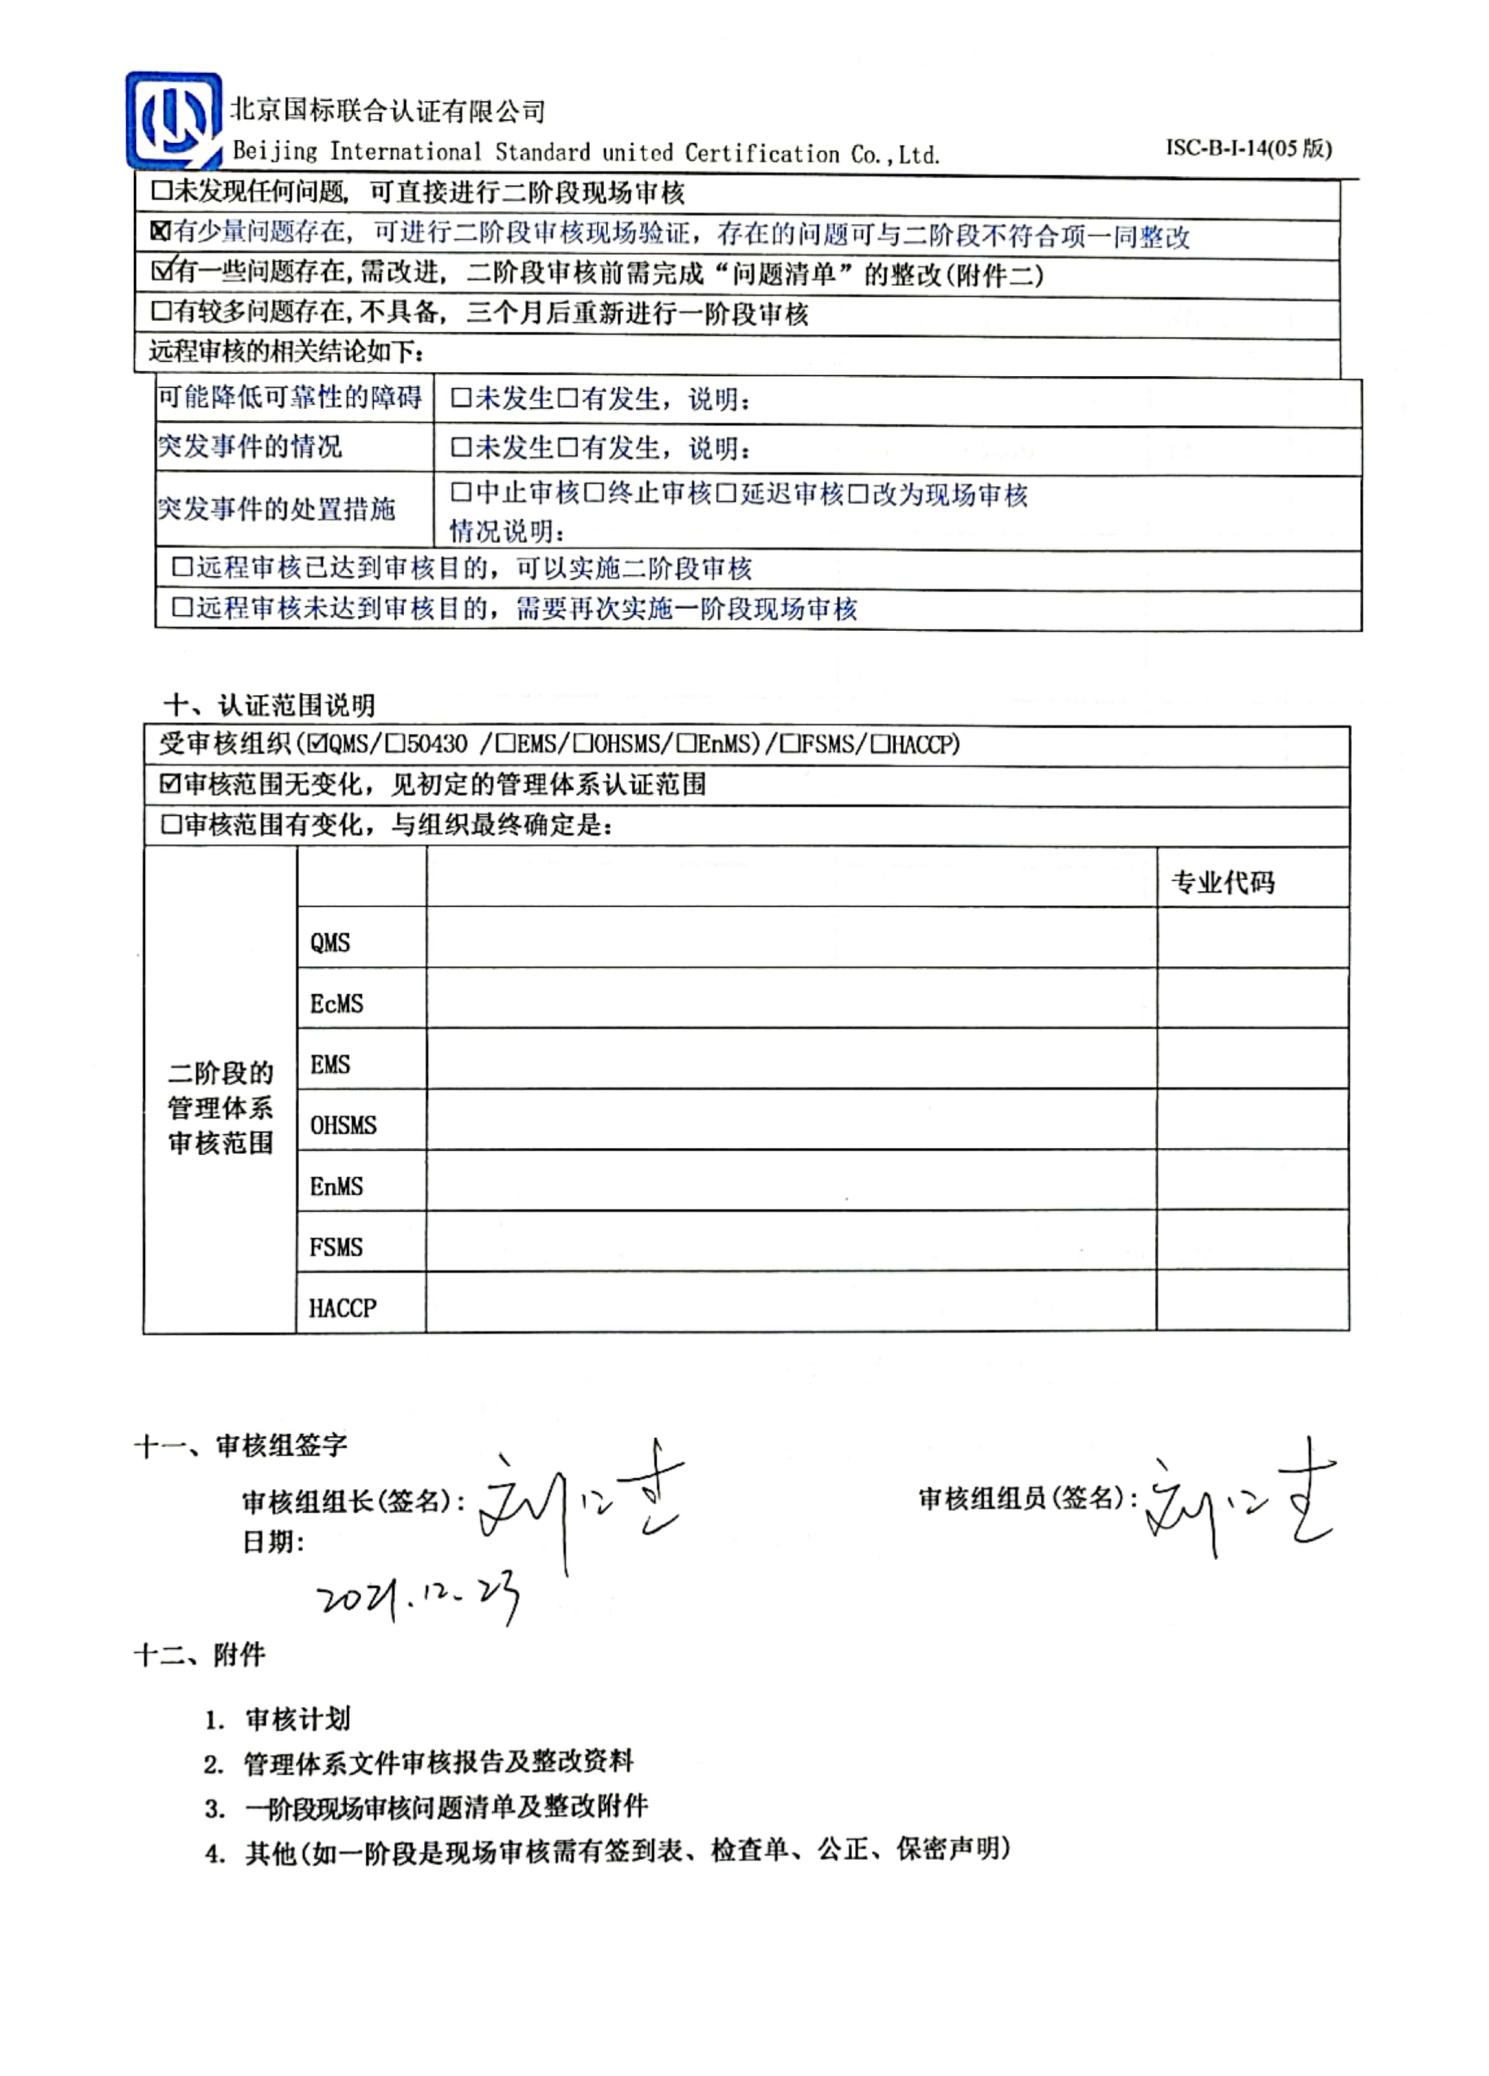 北京国标联合认证有限公司
Beijing International Standard united Certification Co.,Ltd.
ISC-B-I-14(05 版)
□未发现任何问题, 可直接进行二阶段现场审核
☒有少量问题存在, 可进行二阶段审核现场验证, 存在的问题可与二阶段不符合项一同整改
☑有一些问题存在,需改进, 二阶段审核前需完成“问题清单”的整改(附件二)
□有较多问题存在,不具备, 三个月后重新进行一阶段审核
远程审核的相关结论如下:
可能降低可靠性的障碍 □未发生□有发生, 说明:
突发事件的情况 □未发生□有发生, 说明:
突发事件的处置措施 □中止审核□终止审核□延迟审核□改为现场审核
情况说明:
□远程审核已达到审核目的, 可以实施二阶段审核
□远程审核未达到审核目的, 需要再次实施一阶段现场审核
十、认证范围说明
受审核组织(☑QMS/□50430 /□EMS/□OHSMS/□EnMS)/□FSMS/□HACCP)
☑审核范围无变化, 见初定的管理体系认证范围
□审核范围有变化, 与组织最终确定是:
专业代码
二阶段的
管理体系
审核范围
QMS
EcMS
EMS
OHSMS
EnMS
FSMS
HACCP
十一、审核组签字
审核组组长(签名):
审核组组员(签名):
日期:
2021.12.23
十二、附件
1. 审核计划
2. 管理体系文件审核报告及整改资料
3. 一阶段现场审核问题清单及整改附件
4. 其他(如一阶段是现场审核需有签到表、检查单、公正、保密声明)